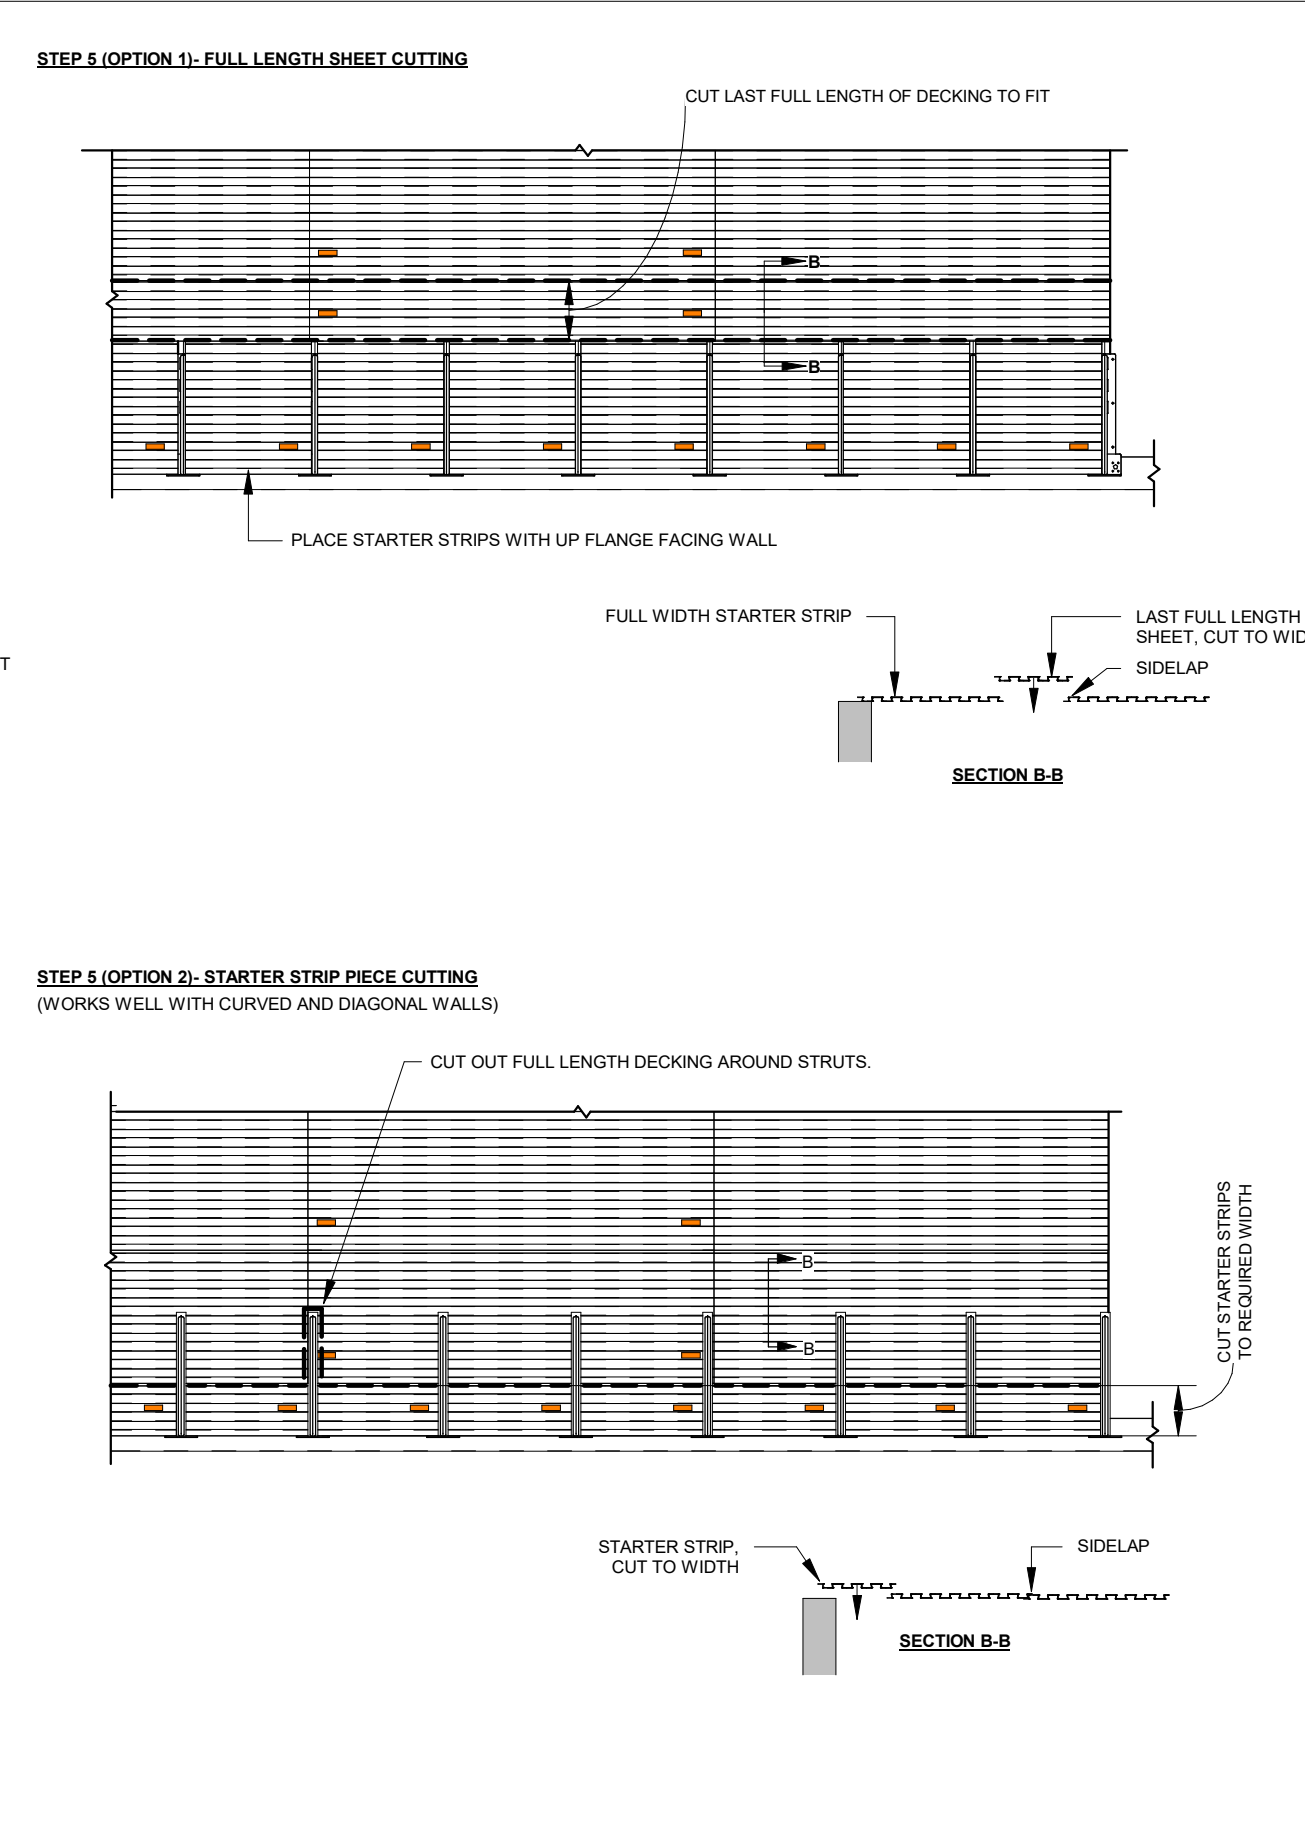 STEP 5 (OPTION 1)- FULL LENGTH SHEET CUTTING
CUT LAST FULL LENGTH OF DECKING TO FIT
B
B
PLACE STARTER STRIPS WITH UP FLANGE FACING WALL
FULL WIDTH STARTER STRIP
LAST FULL LENGTH
SHEET, CUT TO WID
T
SIDELAP
SECTION B-B
STEP 5 (OPTION 2)- STARTER STRIP PIECE CUTTING
(WORKS WELL WITH CURVED AND DIAGONAL WALLS)
CUT OUT FULL LENGTH DECKING AROUND STRUTS.
CUT STARTER STRIPS
TO REQUIRED WIDTH
B
B
STARTER STRIP,
CUT TO WIDTH
SIDELAP
SECTION B-B